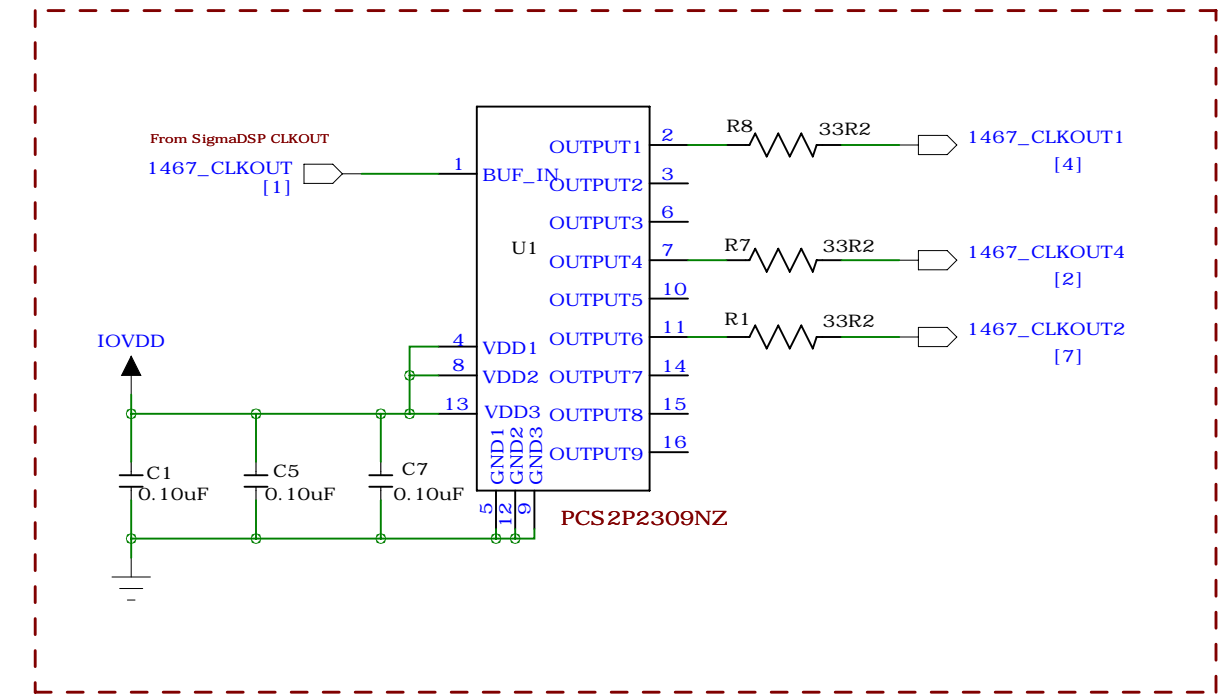 From SigmaDSP CLKOUT
1467_CLKOUT
[1]
1
BUF_IN
U1
OUTPUT1
2
R8
33R2
1467_CLKOUT1
[4]
OUTPUT2
3
OUTPUT3
6
OUTPUT4
7
R7
33R2
1467_CLKOUT4
[2]
OUTPUT5
10
OUTPUT6
11
R1
33R2
1467_CLKOUT2
[7]
OUTPUT7
14
OUTPUT8
15
OUTPUT9
16
IOVDD
4
VDD1
8
VDD2
13
VDD3
GND1
GND2
GND3
5
12
9
C1
0.10uF
C5
0.10uF
C7
0.10uF
PCS2P2309NZ